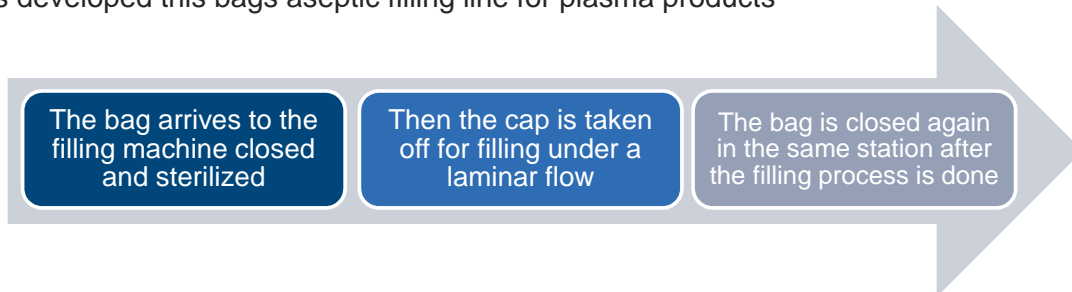 s developed this bags aseptic filling line for plasma products
The bag arrives to the
filling machine closed
and sterilized
Then the cap is taken
off for filling under a
laminar flow
The bag is closed again
in the same station after
the filling process is done